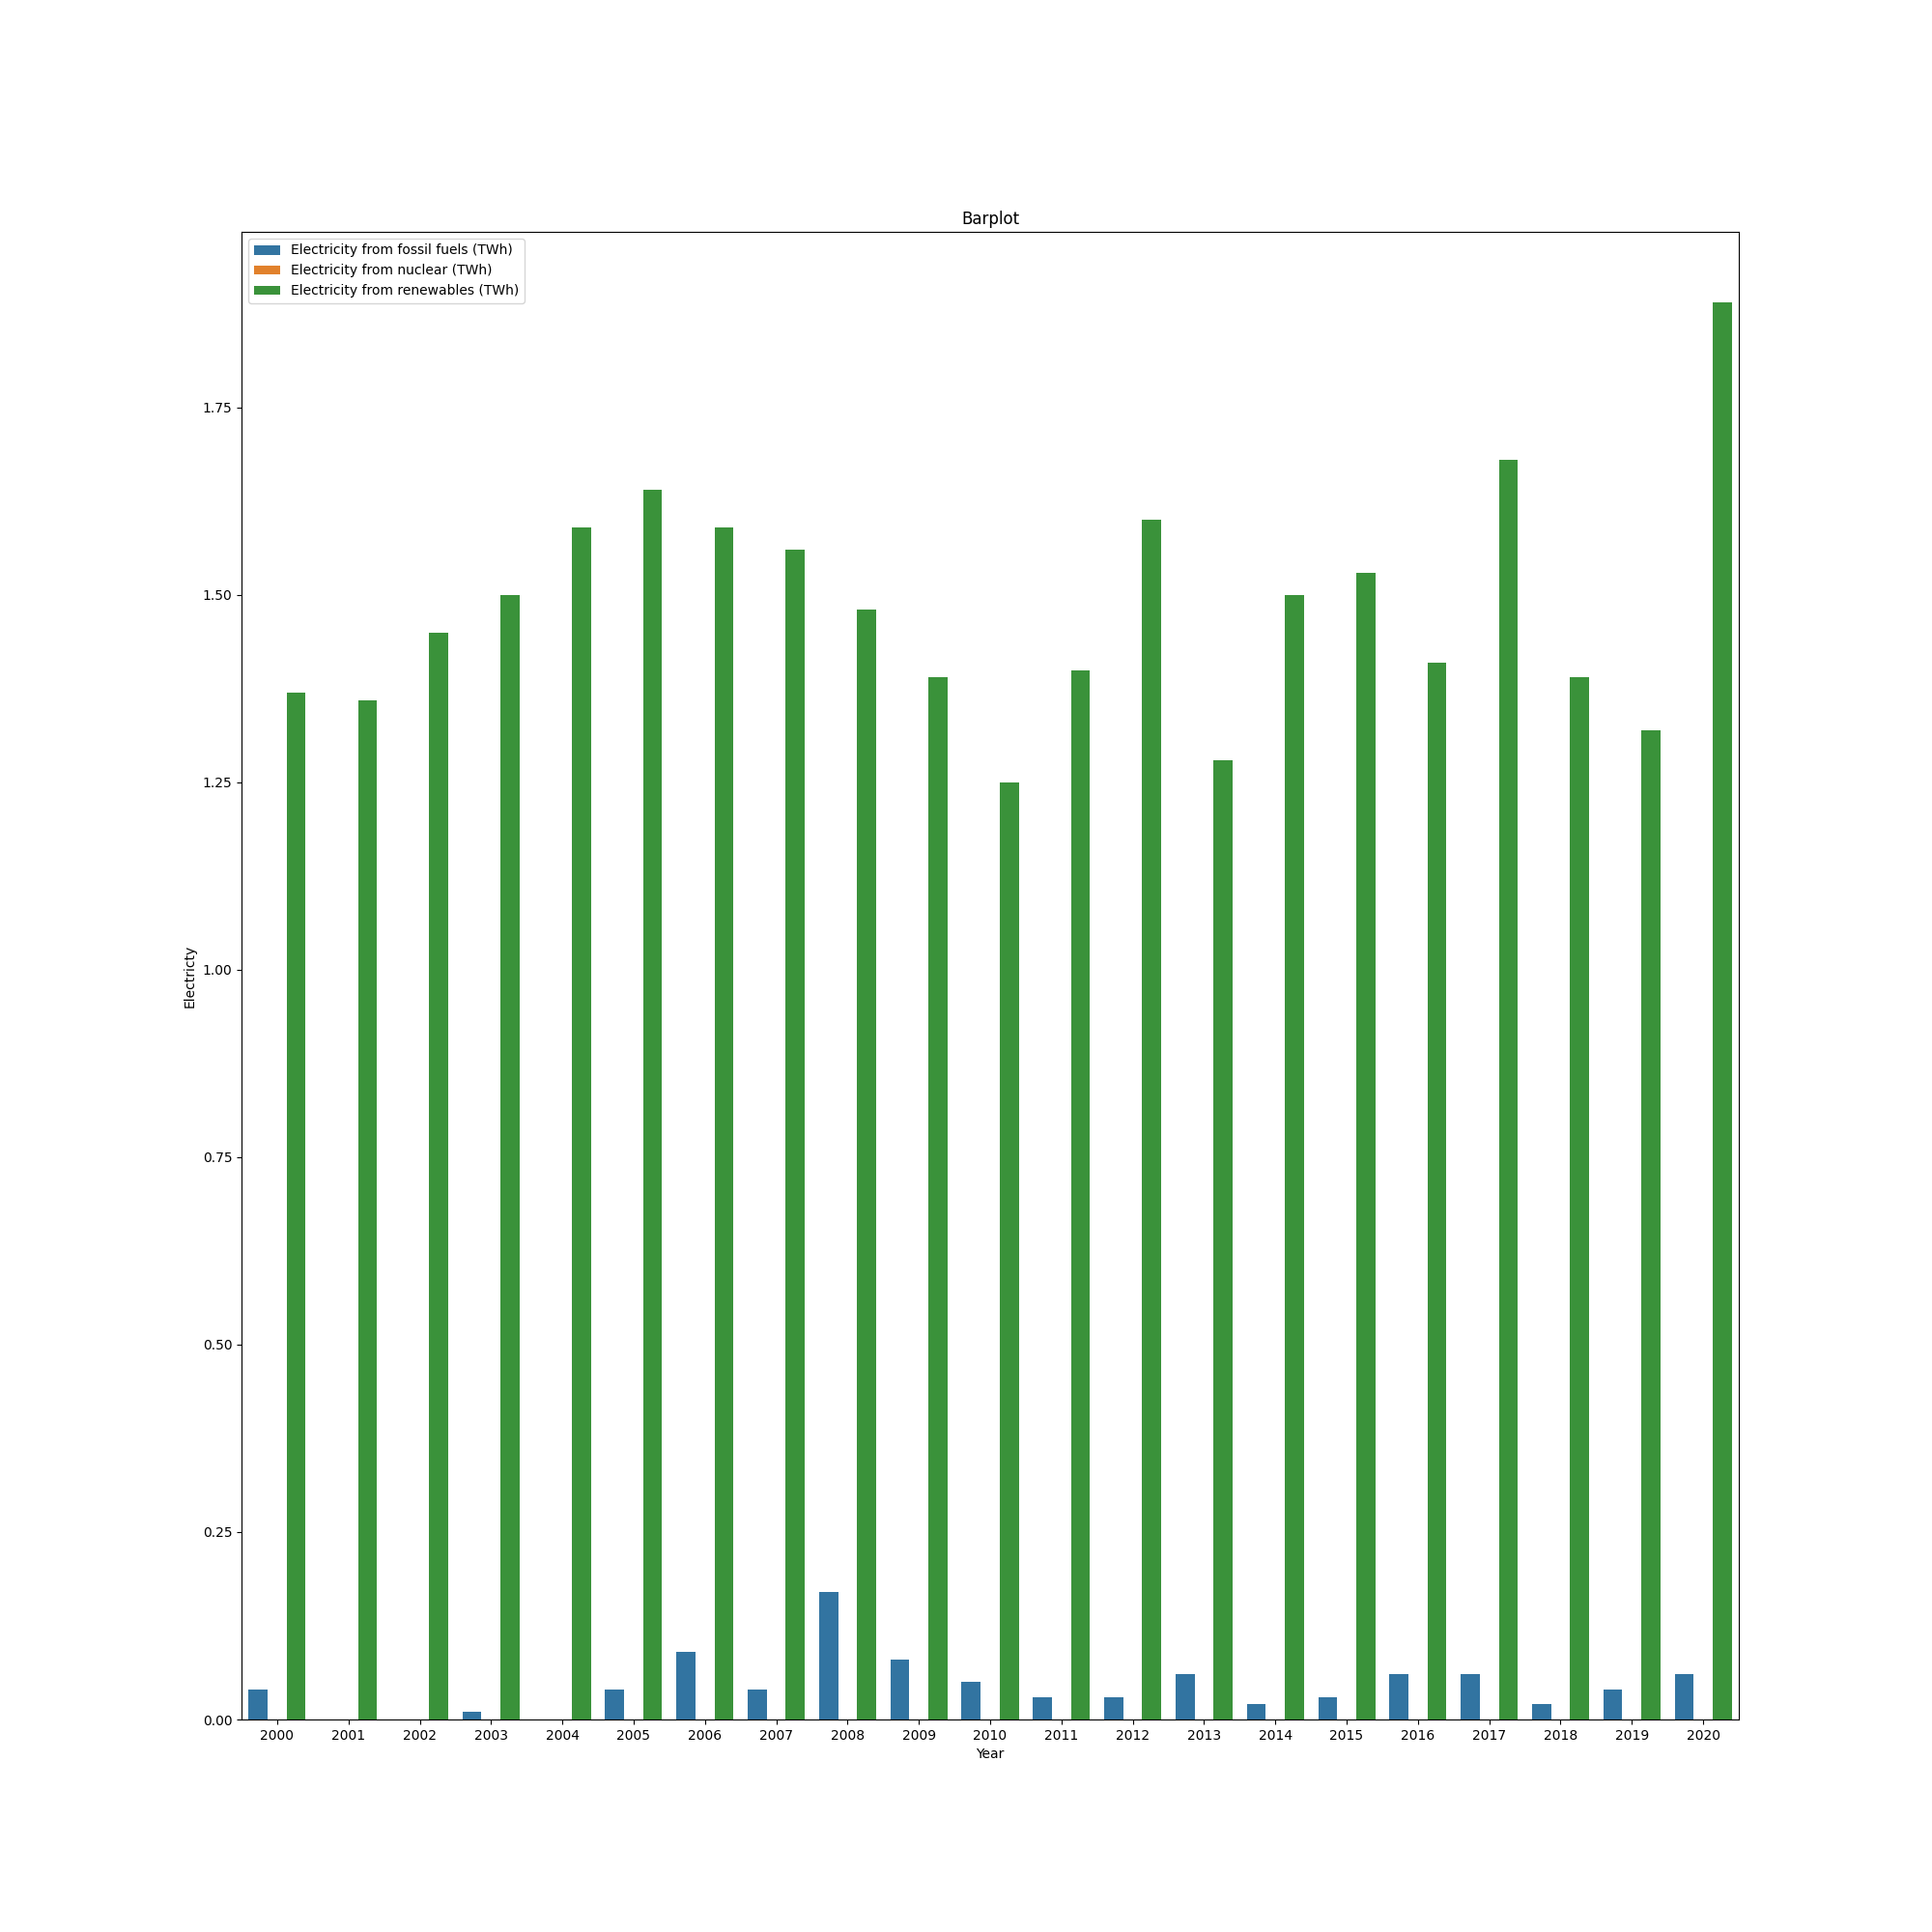 Barplot
Electricity from fossil fuels (TWh)
Electricity from nuclear (TWh)
Electricity from renewables (TWh)
1.75
1.50
1.25
1.00
0.75
0.50
0.25
0.00
Electricty
2000 2001 2002 2003 2004 2005 2006 2007 2008 2009 2010 2011 2012 2013 2014 2015 2016 2017 2018 2019 2020
Year